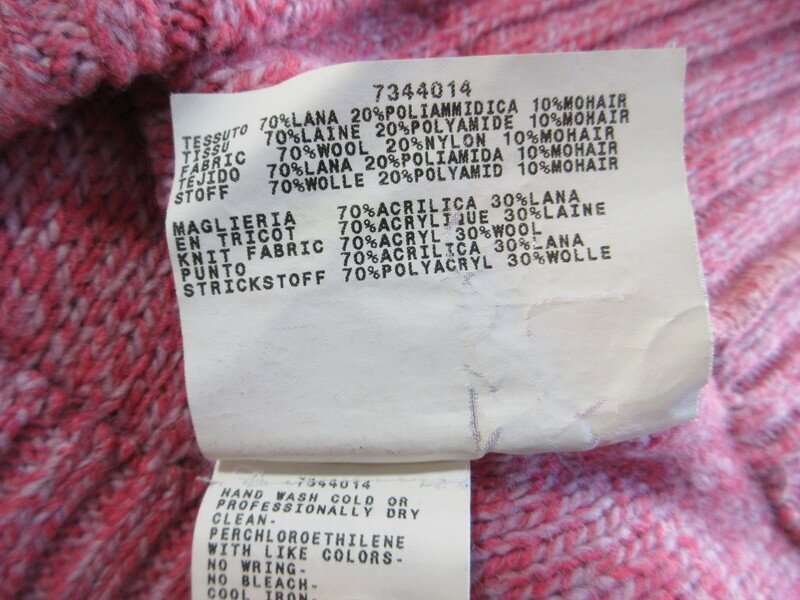 7344014
TESSUTO 70%LANA 20%POLIAMMIDICA 10%MOHAIR
TISSU 70%LAINE 20%POLYAMIDE 10%MOHAIR
FABRIC 70%WOOL 20%NYLON 10%MOHAIR
TEJIDO 70%LANA 20%POLIAMIDA 10%MOHAIR
STOFF 70%WOLLE 20%POLYAMID 10%MOHAIR
MAGLIERIA 70%ACRILICA 30%LANA
EN TRICOT 70%ACRYLIQUE 30%LAINE
KNIT FABRIC 70%ACRYL 30%WOOL
PUNTO 70%ACRILICA 30%LANA
STRICKSTOFF 70%POLYACRYL 30%WOLLE
7344014
HAND WASH COLD OR
PROFESSIONALLY DRY
CLEAN-
PERCHLOROETHILENE
WITH LIKE COLORS-
NO WRING-
NO BLEACH-
COOL IRON-